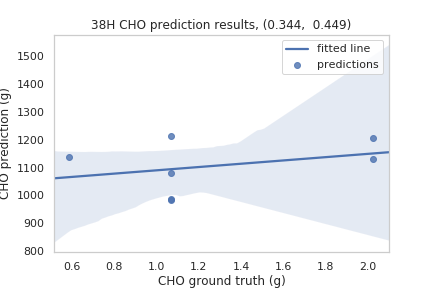 38H CHO prediction results, (0.344, 0.449)
fitted line
predictions
CHO prediction (g)
1500
1400
1300
1200
1100
1000
900
800
0.6 0.8 1.0 1.2 1.4 1.6 1.8 2.0
CHO ground truth (g)